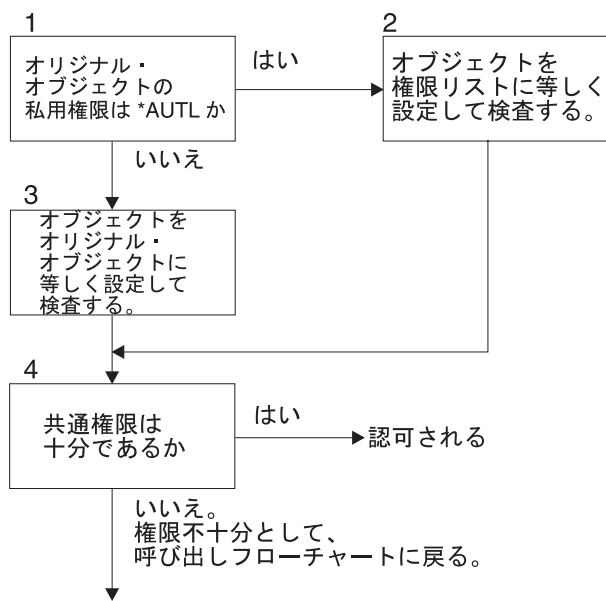 1
オリジナル・
オブジェクトの
私用権限は *AUTL か
はい
2
オブジェクトを
権限リストに等しく
設定して検査する。
いいえ
3
オブジェクトを
オリジナル・
オブジェクトに
等しく設定して
検査する。
4
共通権限は
十分であるか
はい
認可される
いいえ。
権限不十分として、
呼び出しフローチャートに戻る。